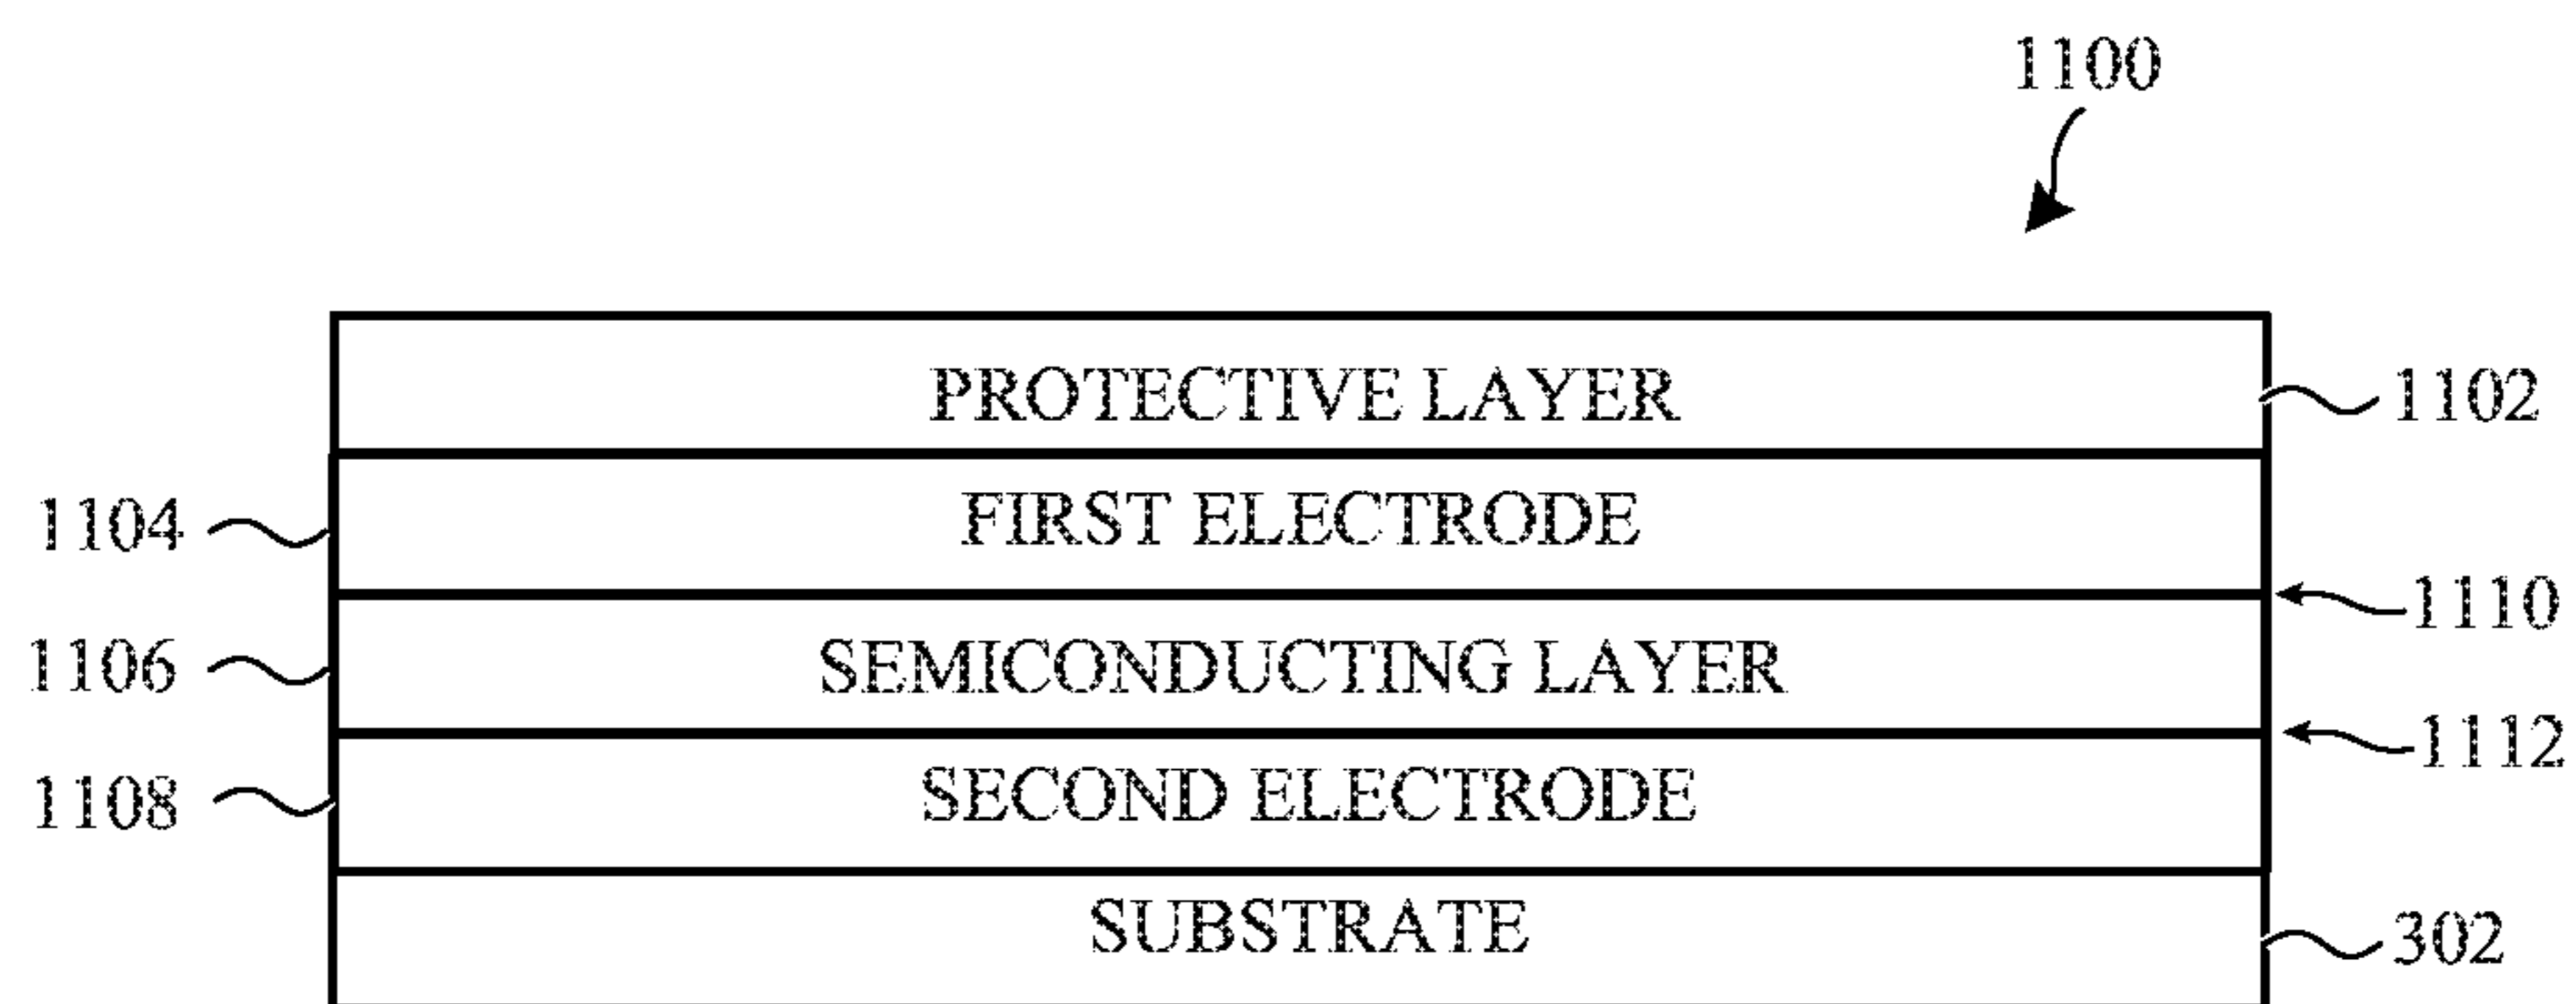 1100
PROTECTIVE LAYER
1102
1104
FIRST ELECTRODE
1110
1106
SEMICONDUCTING LAYER
1112
1108
SECOND ELECTRODE
SUBSTRATE
302